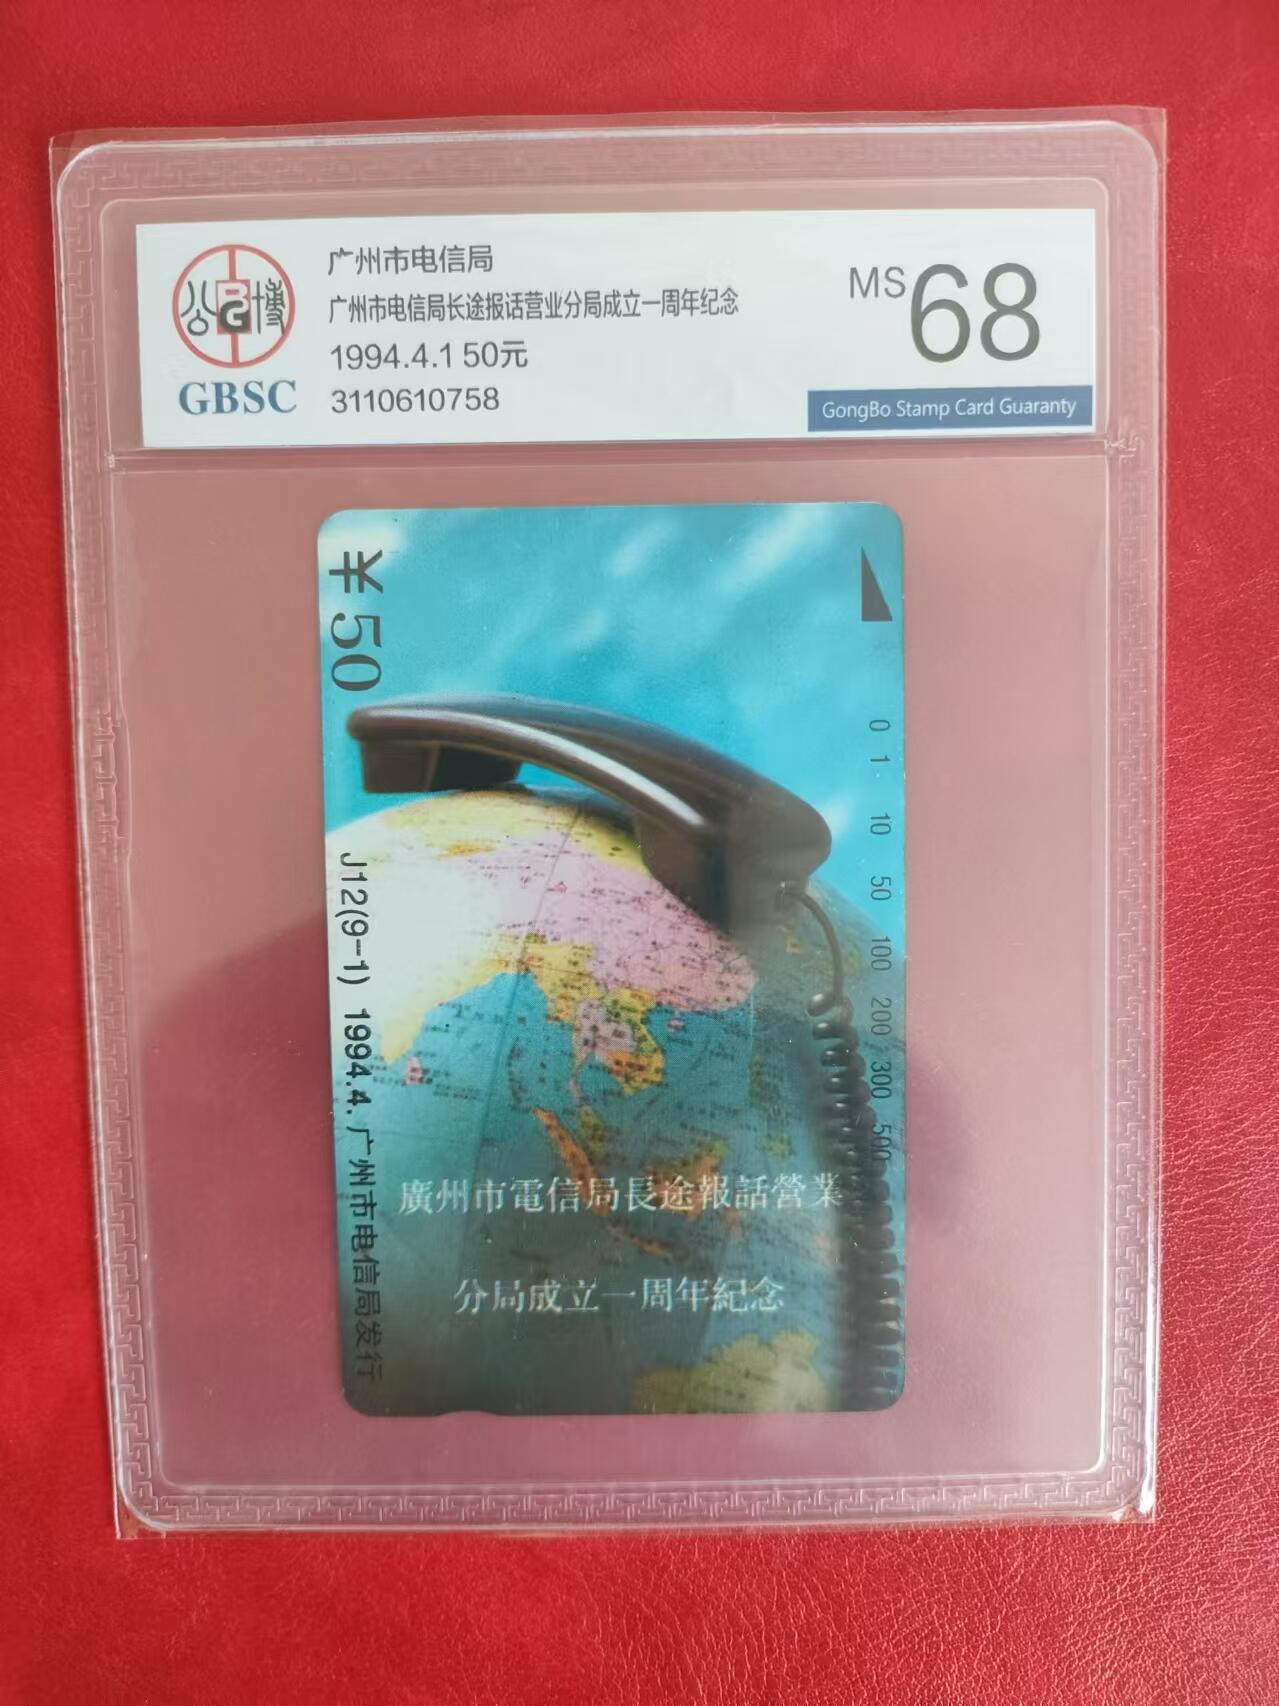 广州市电信局
广州市电信局长途报话营业分局成立一周年纪念
1994.4.1 50元
3110610758
公博
BG
GBSC
MS 68
GongBo Stamp Card Guaranty
¥50
0 1 10 50 100 200 300 500
J12(9-1) 1994.4. 广州市电信局发行
廣州市電信局長途報話營業
分局成立一周年紀念